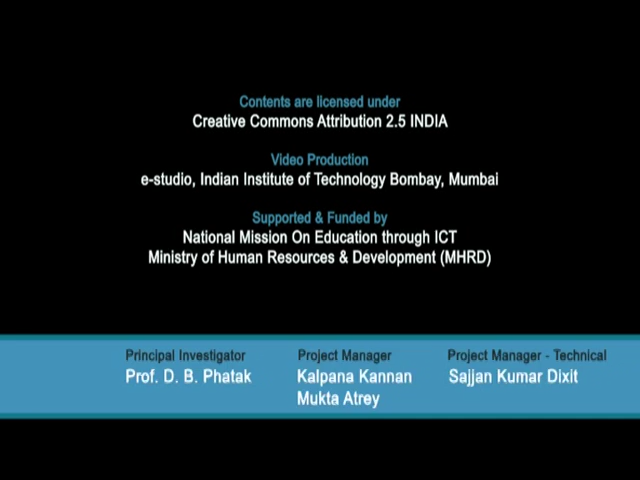 Contents are licensed under
Creative Commons Attribution 2.5 INDIA
Video Production
e-studio, Indian Institute of Technology Bombay, Mumbai
Supported & Funded by
National Mission On Education through ICT
Ministry of Human Resources & Development (MHRD)
Principal Investigator
Prof. D. B. Phatak
Project Manager
Kalpana Kannan
Mukta Atrey
Project Manager - Technical
Sajjan Kumar Dixit